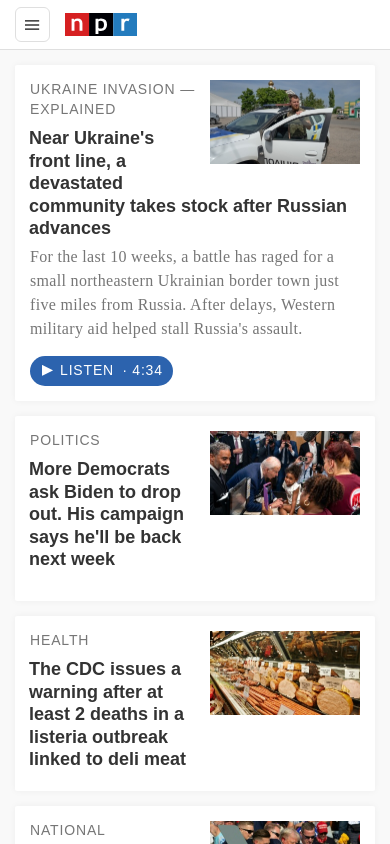 npr
UKRAINE INVASION —
EXPLAINED
Near Ukraine's
front line, a
devastated
community takes stock after Russian
advances
For the last 10 weeks, a battle has raged for a
small northeastern Ukrainian border town just
five miles from Russia. After delays, Western
military aid helped stall Russia's assault.
LISTEN · 4:34
POLITICS
More Democrats
ask Biden to drop
out. His campaign
says he'll be back
next week
HEALTH
The CDC issues a
warning after at
least 2 deaths in a
listeria outbreak
linked to deli meat
NATIONAL